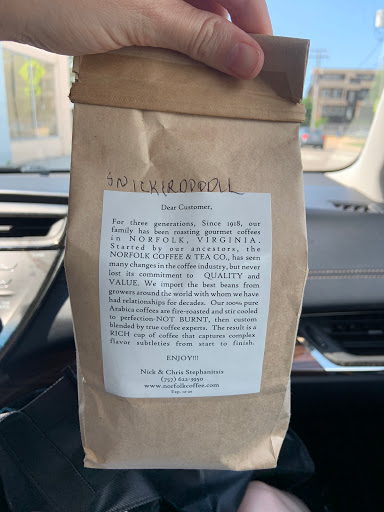 SNICKERDODLE
Dear Customer,
For three generations, Since 1918, our
family has been roasting gourmet coffees
in NORFOLK, VIRGINIA.
Started by our ancestors, the
NORFOLK COFFEE & TEA CO., has seen
many changes in the coffee industry, but never
lost its commitment to QUALITY and
VALUE. We import the best beans from
growers around the world with whom we have
had relationships for decades. Our 100% pure
Arabica coffees are fire-roasted and stir cooled
to perfection-NOT BURNT, then custom
blended by true coffee experts. The result is a
RICH cup of coffee that captures complex
flavor subtleties from start to finish.
ENJOY!!!
Nick & Chris Stephanitsis
(757) 622-3950
www.norfolkcoffee.com